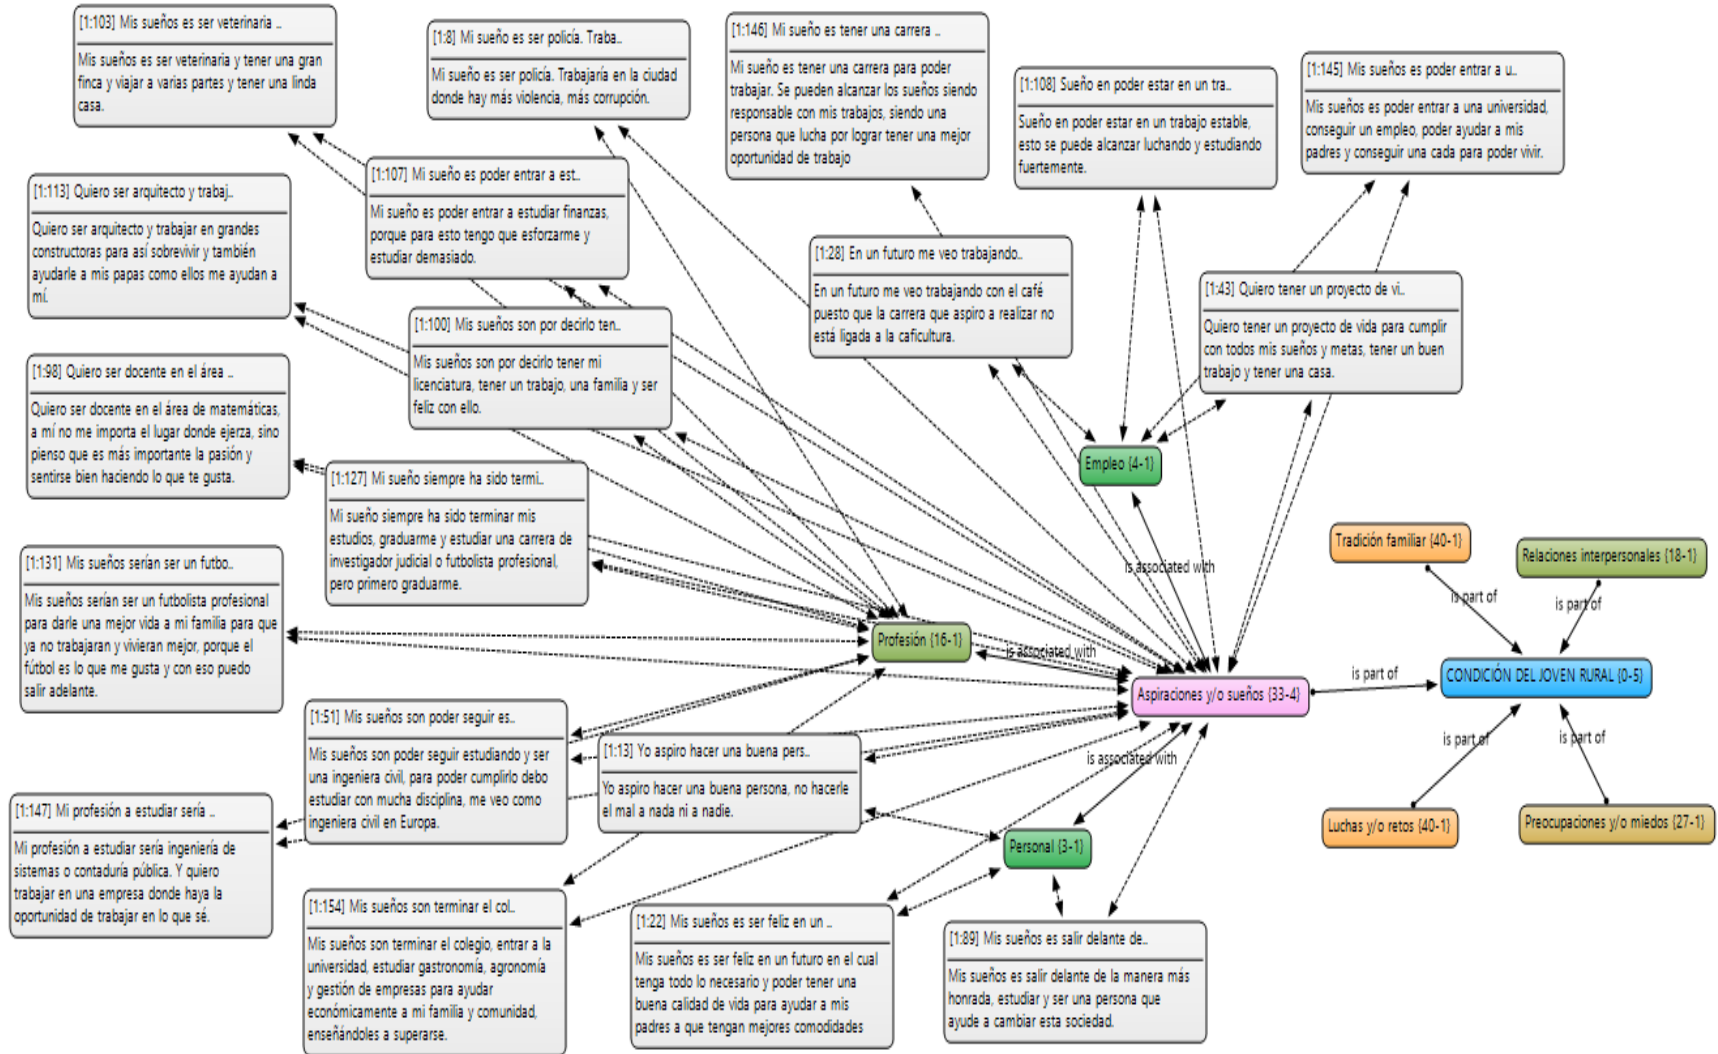 [1:103] Mis sueños es ser veterinaria ..
Mis sueños es ser veterinaria y tener una gran
finca y viajar a varias partes y tener una linda
casa.
[1:8] Mi sueño es ser policía. Traba..
Mi sueño es ser policía. Trabajaría en la ciudad
donde hay más violencia, más corrupción.
[1:146] Mi sueño es tener una carrera ..
Mi sueño es tener una carrera para poder
trabajar. Se pueden alcanzar los sueños siendo
responsable con mis trabajos, siendo una
persona que lucha por lograr tener una mejor
oportunidad de trabajo
[1:108] Sueño en poder estar en un tra..
Sueño en poder estar en un trabajo estable,
esto se puede alcanzar luchando y estudiando
fuertemente.
[1:145] Mis sueños es poder entrar a u..
Mis sueños es poder entrar a una universidad,
conseguir un empleo, poder ayudar a mis
padres y conseguir una cada para poder vivir.
[1:113] Quiero ser arquitecto y trabaj..
Quiero ser arquitecto y trabajar en grandes
constructoras para así sobrevivir y también
ayudarle a mis papas como ellos me ayudan a
mí.
[1:107] Mi sueño es poder entrar a est..
Mi sueño es poder entrar a estudiar finanzas,
porque para esto tengo que esforzarme y
estudiar demasiado.
[1:28] En un futuro me veo trabajando..
En un futuro me veo trabajando con el café
puesto que la carrera que aspiro a realizar no
está ligada a la caficultura.
[1:43] Quiero tener un proyecto de vi..
Quiero tener un proyecto de vida para cumplir
con todos mis sueños y metas, tener un buen
trabajo y tener una casa.
[1:100] Mis sueños son por decirlo ten..
Mis sueños son por decirlo tener mi
licenciatura, tener un trabajo, una familia y ser
feliz con ello.
[1:98] Quiero ser docente en el área ..
Quiero ser docente en el área de matemáticas,
a mí no me importa el lugar donde ejerza, sino
pienso que es más importante la pasión y
sentirse bien haciendo lo que te gusta.
[1:127] Mi sueño siempre ha sido termi..
Mi sueño siempre ha sido terminar mis
estudios, graduarme y estudiar una carrera de
investigador judicial o futbolista profesional,
pero primero graduarme.
Empleo {4-1}
is associated with
Tradición familiar {40-1}
Relaciones interpersonales {18-1}
is part of
is part of
[1:131] Mis sueños serían ser un futbo..
Mis sueños serían ser un futbolista profesional
para darle una mejor vida a mi familia para que
ya no trabajaran y vivieran mejor, porque el
fútbol es lo que me gusta y con eso puedo
salir adelante.
Profesión {16-1}
is associated with
Aspiraciones y/o sueños {33-4}
is part of
CONDICIÓN DEL JOVEN RURAL {0-5}
is part of
is part of
Luchas y/o retos {40-1}
Preocupaciones y/o miedos {27-1}
[1:51] Mis sueños son poder seguir es..
Mis sueños son poder seguir estudiando y ser
una ingeniera civil, para poder cumplirlo debo
estudiar con mucha disciplina, me veo como
ingeniera civil en Europa.
[1:13] Yo aspiro hacer una buena pers..
Yo aspiro hacer una buena persona, no hacerle
el mal a nada ni a nadie.
is associated with
Personal {3-1}
[1:147] Mi profesión a estudiar sería ..
Mi profesión a estudiar sería ingeniería de
sistemas o contaduría pública. Y quiero
trabajar en una empresa donde haya la
oportunidad de trabajar en lo que sé.
[1:154] Mis sueños son terminar el col..
Mis sueños son terminar el colegio, entrar a la
universidad, estudiar gastronomía, agronomía
y gestión de empresas para ayudar
económicamente a mi familia y comunidad,
enseñándoles a superarse.
[1:22] Mis sueños es ser feliz en un ..
Mis sueños es ser feliz en un futuro en el cual
tenga todo lo necesario y poder tener una
buena calidad de vida para ayudar a mis
padres a que tengan mejores comodidades
[1:89] Mis sueños es salir delante de..
Mis sueños es salir delante de la manera más
honrada, estudiar y ser una persona que
ayude a cambiar esta sociedad.